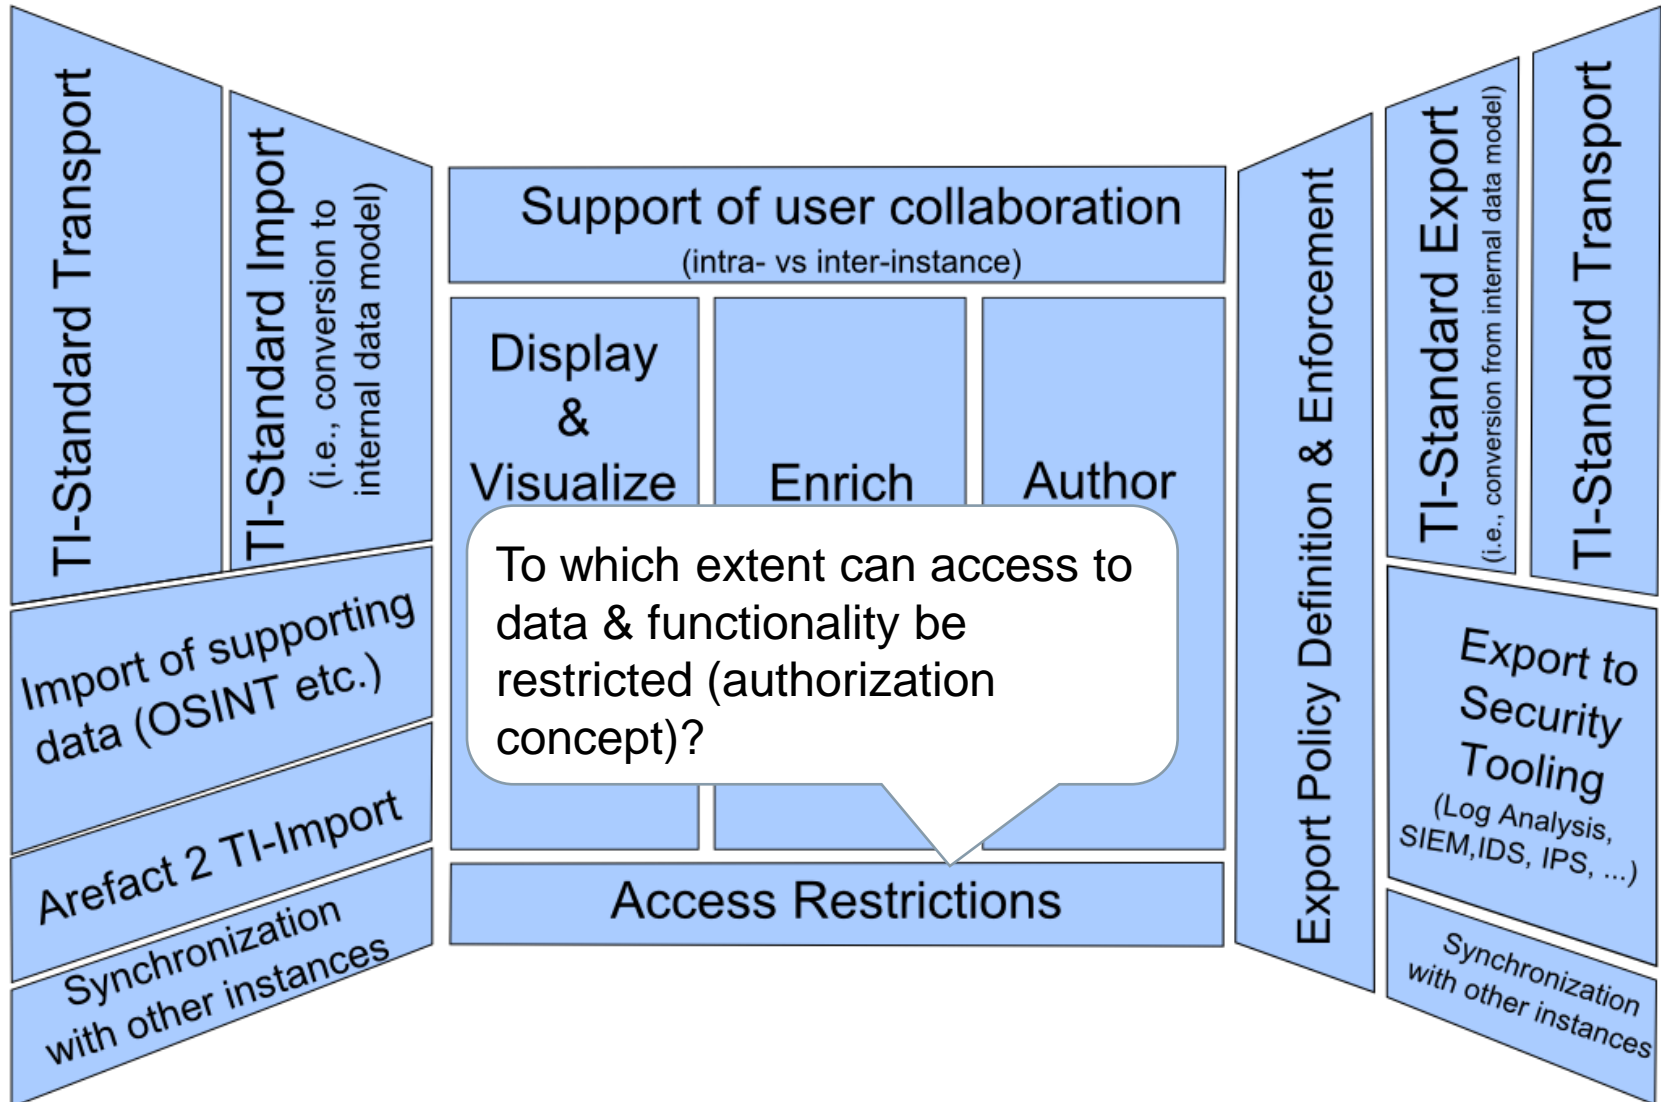 TI-Standard Transport
TI-Standard Import
(i.e., conversion to
internal data model)
Import of supporting
data (OSINT etc.)
Arefact 2 TI-Import
Synchronization
with other instances
Support of user collaboration
(intra- vs inter-instance)
Display
&
Visualize
Enrich
Author
To which extent can access to
data & functionality be
restricted (authorization
concept)?
Access Restrictions
Export Policy Definition & Enforcement
TI-Standard Export
(i.e., conversion from internal data model)
TI-Standard Transport
Export to
Security
Tooling
(Log Analysis,
SIEM,IDS, IPS, ...)
Synchronization
with other instances